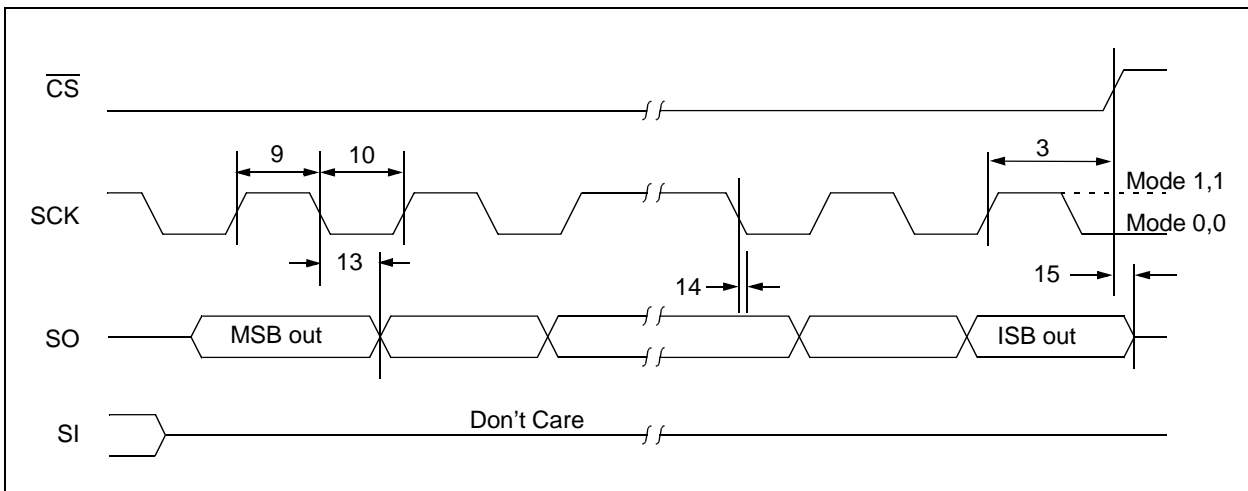 CS
9
10
3
Mode 1,1
SCK
Mode 0,0
13
14
15
SO
MSB out
ISB out
SI
Don't Care